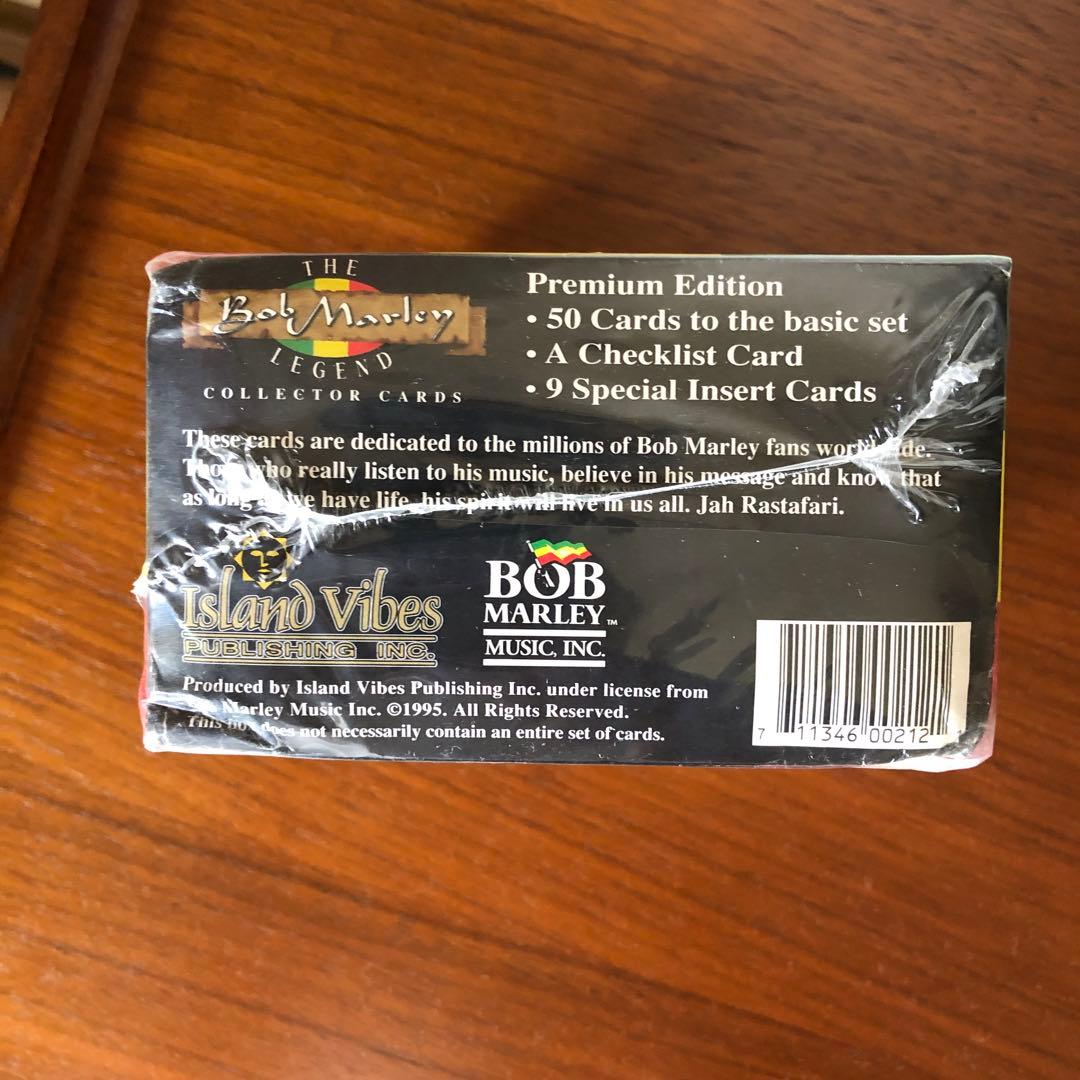 THE
Bob Marley
LEGEND
COLLECTOR CARDS
Premium Edition
• 50 Cards to the basic set
• A Checklist Card
• 9 Special Insert Cards
These cards are dedicated to the millions of Bob Marley fans
who really listen to his music, believe in his message and know that
as long we have life, his spirit will live in us all. Jah Rastafari.
Island Vibes
PUBLISHING INC.
BOB
MARLEY™
MUSIC, INC.
Produced by Island Vibes Publishing Inc. under license from
Marley Music Inc. ©1995. All Rights Reserved.
This does not necessarily contain an entire set of cards.
7 11346 00212